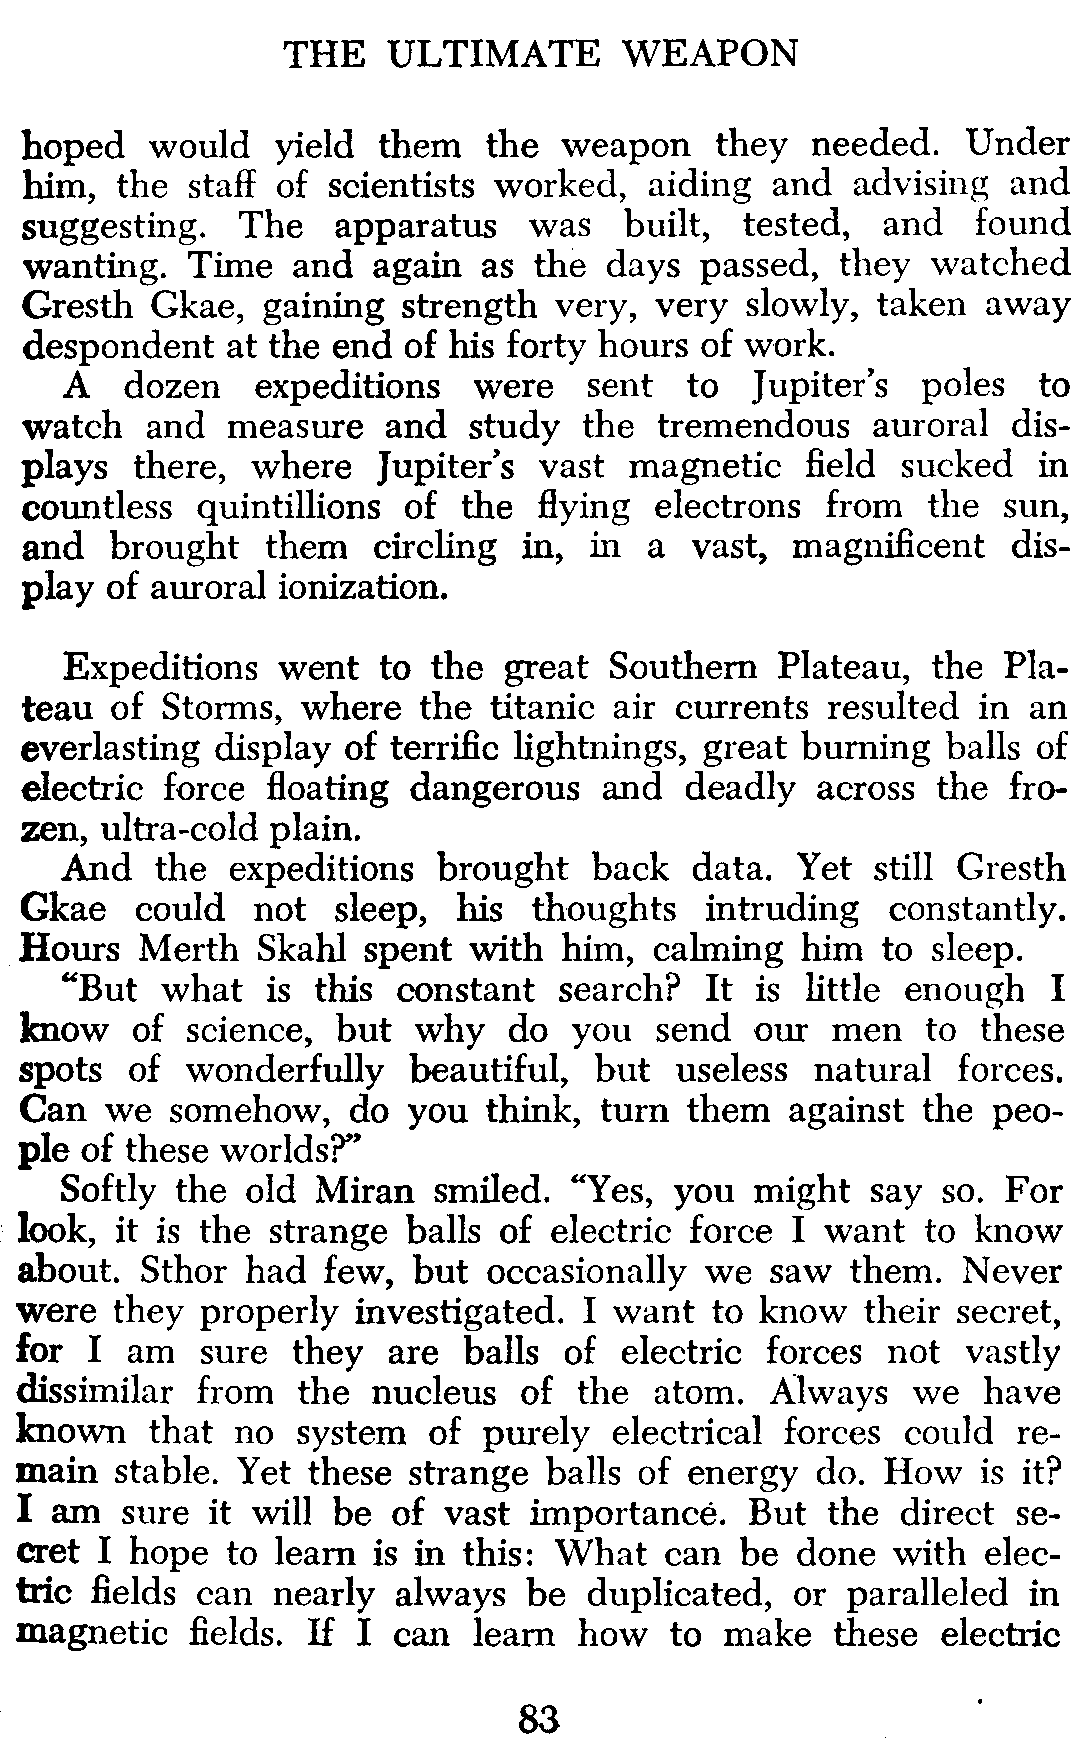 THE ULTIMATE WEAPON
hoped would yield them the weapon they needed. Under
him, the staff of scientists worked, aiding and advising and
suggesting. The apparatus was built, tested, and found
wanting. Time and again as the days passed, they watched
Gresth Gkae, gaining strength very, very slowly, taken away
despondent at the end of his forty hours of work.
A dozen expeditions were sent to Jupiter's poles to
watch and measure and study the tremendous auroral dis-
plays there, where Jupiter's vast magnetic field sucked in
countless quintillions of the flying electrons from the sun,
and brought them circling in, in a vast, magnificent dis-
play of auroral ionization.
Expeditions went to the great Southern Plateau, the Pla-
teau of Storms, where the titanic air currents resulted in an
everlasting display of terrific lightnings, great burning balls of
electric force floating dangerous and deadly across the fro-
zen, ultra-cold plain.
And the expeditions brought back data. Yet still Gresth
Gkae could not sleep, his thoughts intruding constantly.
Hours Merth Skahl spent with him, calming him to sleep.
"But what is this constant search? It is little enough I
know of science, but why do you send our men to these
spots of wonderfully beautiful, but useless natural forces.
Can we somehow, do you think, turn them against the peo-
ple of these worlds?"
Softly the old Miran smiled. "Yes, you might say so. For
look, it is the strange balls of electric force I want to know
about. Sthor had few, but occasionally we saw them. Never
were they properly investigated. I want to know their secret,
for I am sure they are balls of electric forces not vastly
dissimilar from the nucleus of the atom. Always we have
known that no system of purely electrical forces could re-
main stable. Yet these strange balls of energy do. How is it?
I am sure it will be of vast importance. But the direct se-
cret I hope to learn is in this: What can be done with elec-
tric fields can nearly always be duplicated, or paralleled in
magnetic fields. If I can learn how to make these electric
83